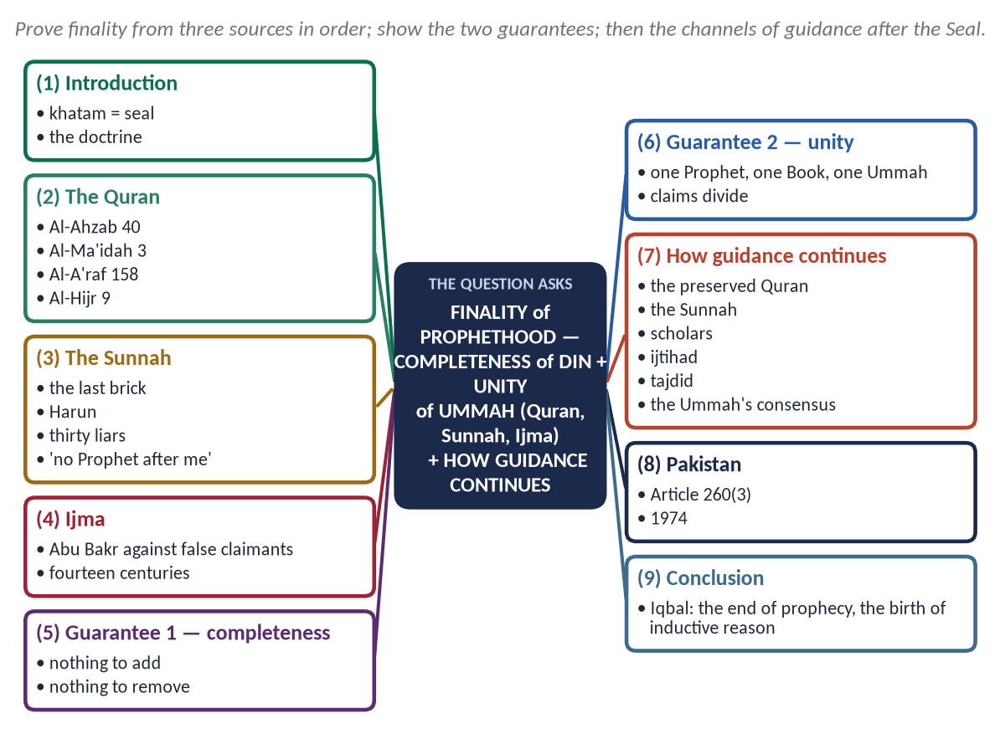 Prove finality from three sources in order; show the two guarantees; then the channels of guidance after the Seal.
(1) Introduction
• khatam = seal
• the doctrine
(2) The Quran
• Al-Ahzab 40
• Al-Ma'idah 3
• Al-A'raf 158
• Al-Hijr 9
(3) The Sunnah
• the last brick
• Harun
• thirty liars
• 'no Prophet after me'
(4) Ijma
• Abu Bakr against false claimants
• fourteen centuries
(5) Guarantee 1 — completeness
• nothing to add
• nothing to remove
THE QUESTION ASKS
FINALITY of
PROPHETHOOD —
COMPLETENESS of DIN +
UNITY
of UMMAH (Quran,
Sunnah, Ijma)
+ HOW GUIDANCE
CONTINUES
(6) Guarantee 2 — unity
• one Prophet, one Book, one Ummah
• claims divide
(7) How guidance continues
• the preserved Quran
• the Sunnah
• scholars
• ijtihad
• tajdid
• the Ummah's consensus
(8) Pakistan
• Article 260(3)
• 1974
(9) Conclusion
• Iqbal: the end of prophecy, the birth of
inductive reason